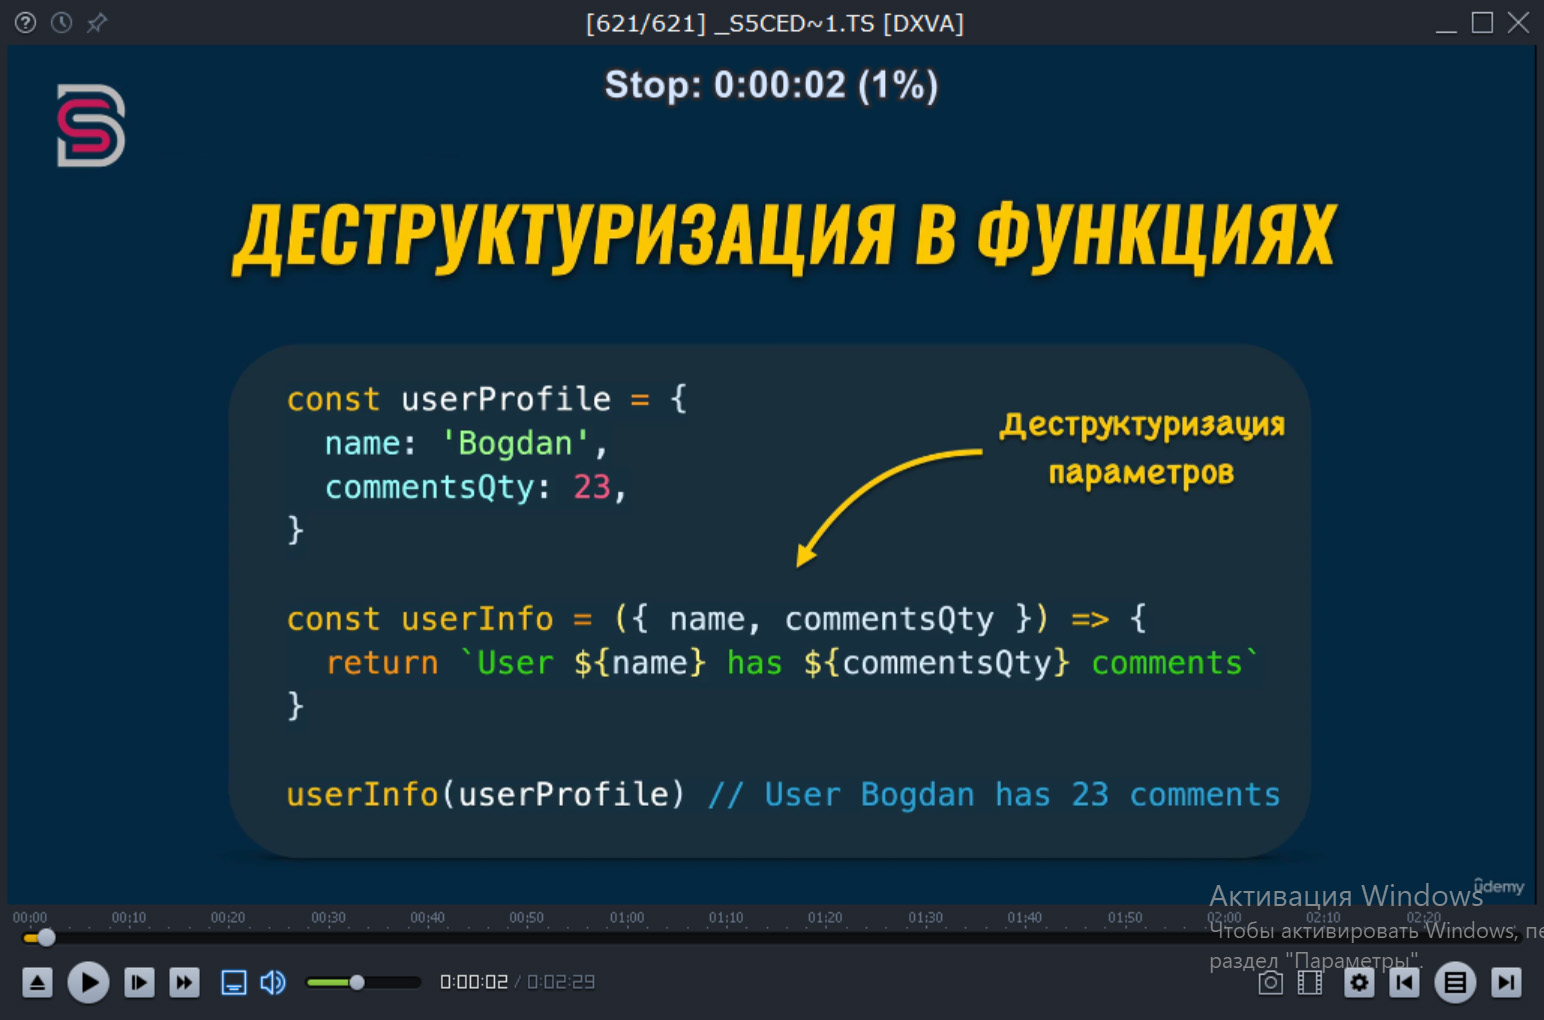 [621/621] _S5CED~1.TS [DXVA]
Stop: 0:00:02 (1%)
ДЕСТРУКТУРИЗАЦИЯ В ФУНКЦИЯХ
const userProfile = {
name: 'Bogdan',
commentsQty: 23,
}
Деструктуризация
параметров
const userInfo = ({ name, commentsQty }) => {
return `User ${name} has ${commentsQty} comments`
}
userInfo(userProfile) // User Bogdan has 23 comments
ûdemy
Активация Windows
00:00 00:10 00:20 00:30 00:40 00:50 01:00 01:10 01:20 01:30 01:40 01:50 02:00 02:10 02:20
Чтобы активировать Windows, пе
раздел "Параметры".
0:00:02 / 0:02:29